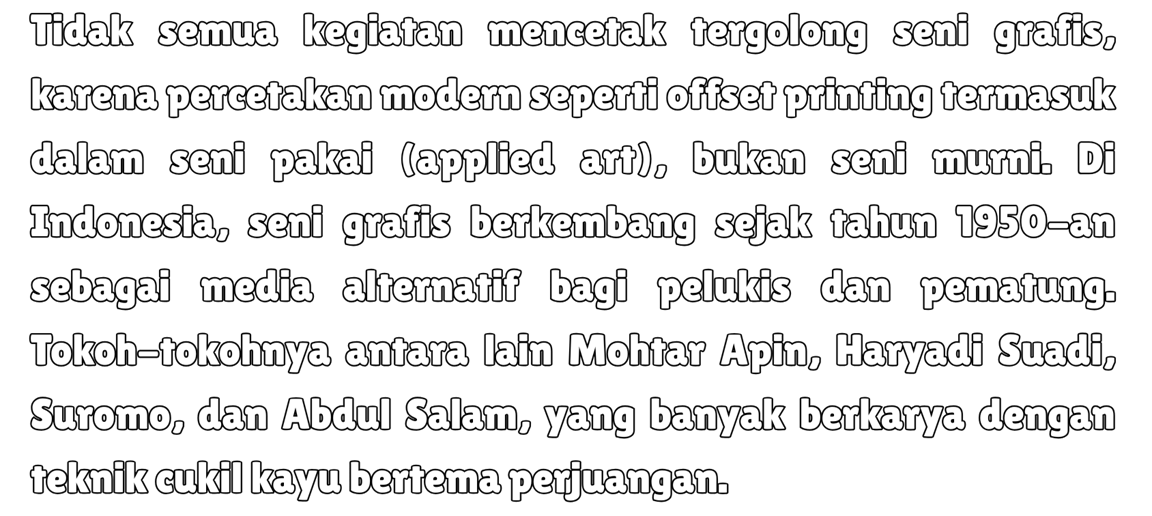 Tidak semua kegiatan mencetak tergolong seni grafis,
karena percetakan modern seperti offset printing termasuk
dalam seni pakai (applied art), bukan seni murni. Di
Indonesia, seni grafis berkembang sejak tahun 1950-an
sebagai media alternatif bagi pelukis dan pematung.
Tokoh-tokohnya antara lain Mohtar Apin, Haryadi Suadi,
Suromo, dan Abdul Salam, yang banyak berkarya dengan
teknik cukil kayu bertema perjuangan.